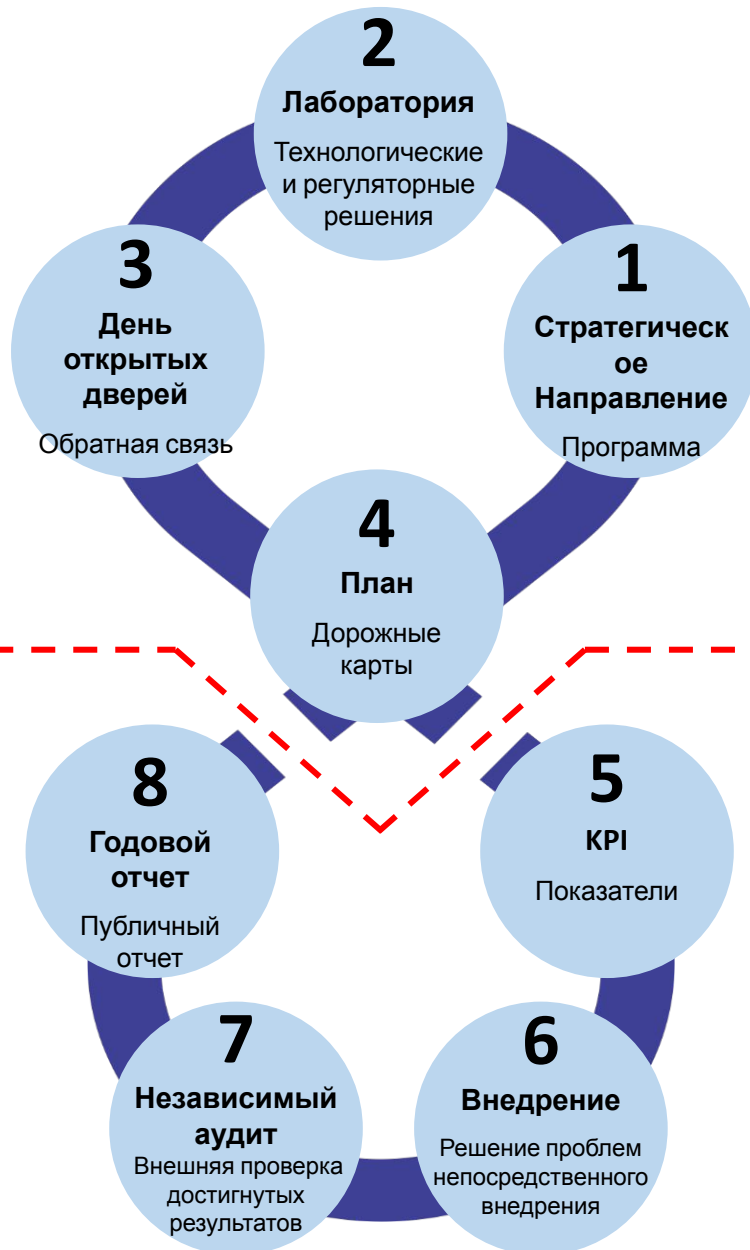 2
Лаборатория
Технологические
и регуляторные
решения
3
День
открытых
дверей
Обратная связь
1
Стратегическ
ое
Направление
Программа
4
План
Дорожные
карты
8
Годовой
отчет
Публичный
отчет
5
KPI
Показатели
7
Независимый
аудит
Внешняя проверка
достигнутых
результатов
6
Внедрение
Решение проблем
непосредственного
внедрения